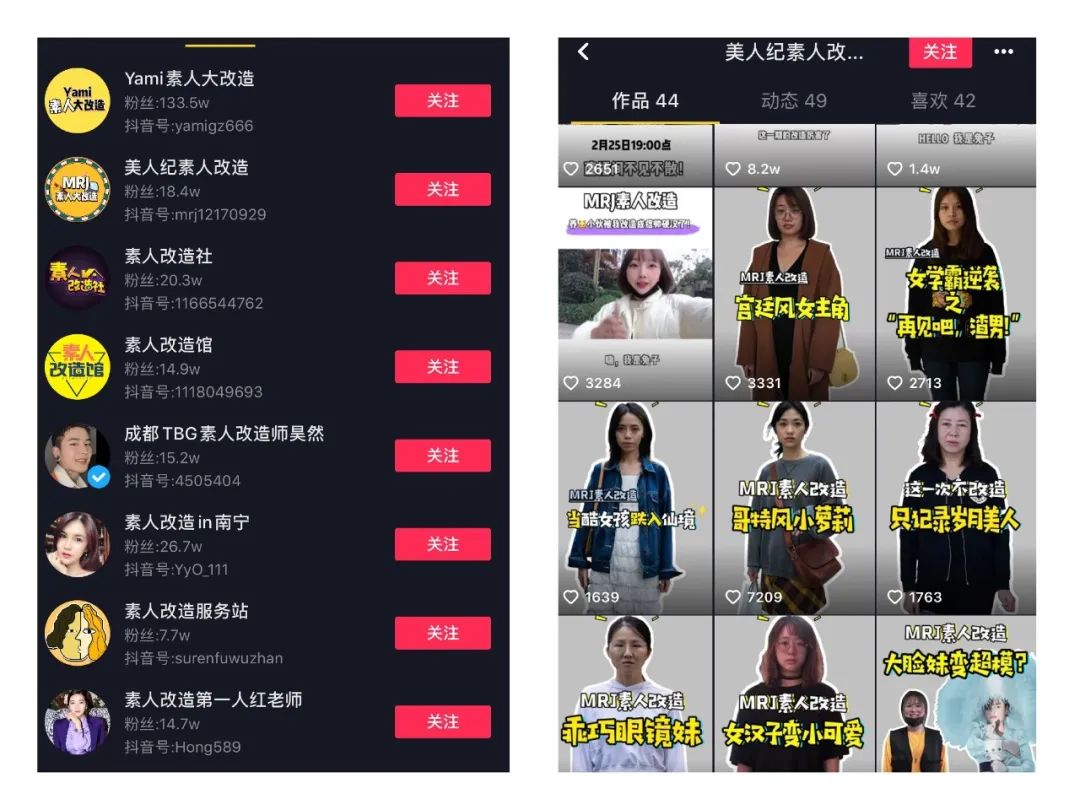 Yami
素人大改造
Yami素人大改造
粉丝:133.5w
抖音号:yamigz666
关注
MRJ
素人大改造
美人纪素人改造
粉丝:18.4w
抖音号:mrj12170929
关注
素人
改造社
素人改造社
粉丝:20.3w
抖音号:1166544762
关注
素人
改造馆
素人改造馆
粉丝:14.9w
抖音号:1118049693
关注
成都TBG素人改造师昊然
粉丝:15.2w
抖音号:4505404
关注
素人改造in南宁
粉丝:26.7w
抖音号:YyO_111
关注
素人改造服务站
粉丝:7.7w
抖音号:surenfuwuzhan
关注
素人改造第一人红老师
粉丝:14.7w
抖音号:Hong589
关注
美人纪素人改...
关注
作品 44
动态 49
喜欢 42
2月25日19:00点
不见不散!
2651
8.2w
HELLO 我是兔子
1.4w
MRJ素人改造
小伙被我改造成痞帅硬汉了!
嗨,我是兔子
3284
MRJ素人改造
宫廷风女主角
3331
MRJ素人改造
女学霸逆袭
之
“再见吧,渣男!”
2713
MRJ素人改造
当酷女孩跌入仙境
1639
MRJ素人改造
哥特风小萝莉
7209
这一次不改造
只记录岁月美人
1763
MRJ素人改造
乖巧眼镜妹
MRJ素人改造
女汉子变小可爱
MRJ素人改造
大脸妹变超模?